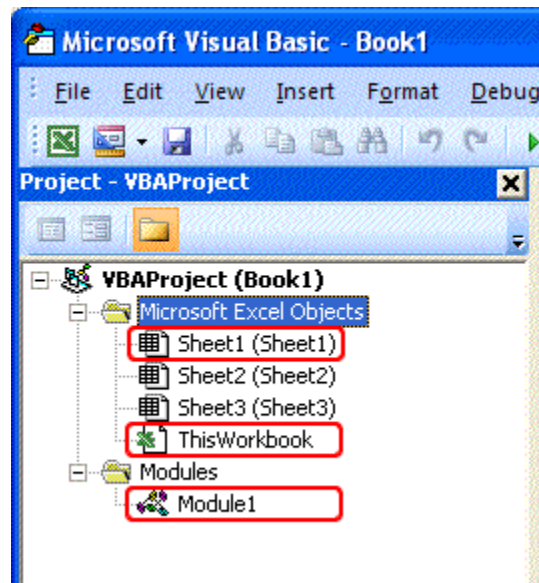 Microsoft Visual Basic - Book1
File Edit View Insert Format Debug
Project - VBAProject
VBAProject (Book1)
Microsoft Excel Objects
Sheet1 (Sheet1)
Sheet2 (Sheet2)
Sheet3 (Sheet3)
ThisWorkbook
Modules
Module1